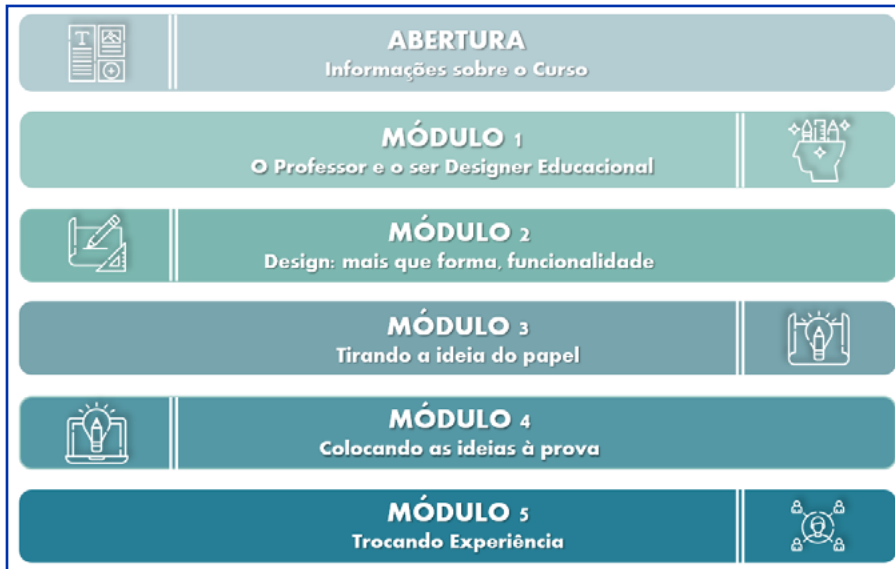 ABERTURA
Informações sobre o Curso
MÓDULO 1
O Professor e o ser Designer Educacional
MÓDULO 2
Design: mais que forma, funcionalidade
MÓDULO 3
Tirando a ideia do papel
MÓDULO 4
Colocando as ideias à prova
MÓDULO 5
Trocando Experiência